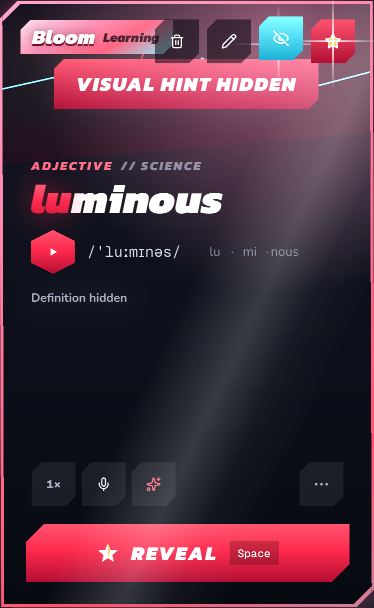 Bloom Learning
VISUAL HINT HIDDEN
ADJECTIVE // SCIENCE
luminous
/ˈluːmɪnəs/ lu · mi · nous
Definition hidden
1×
REVEAL Space